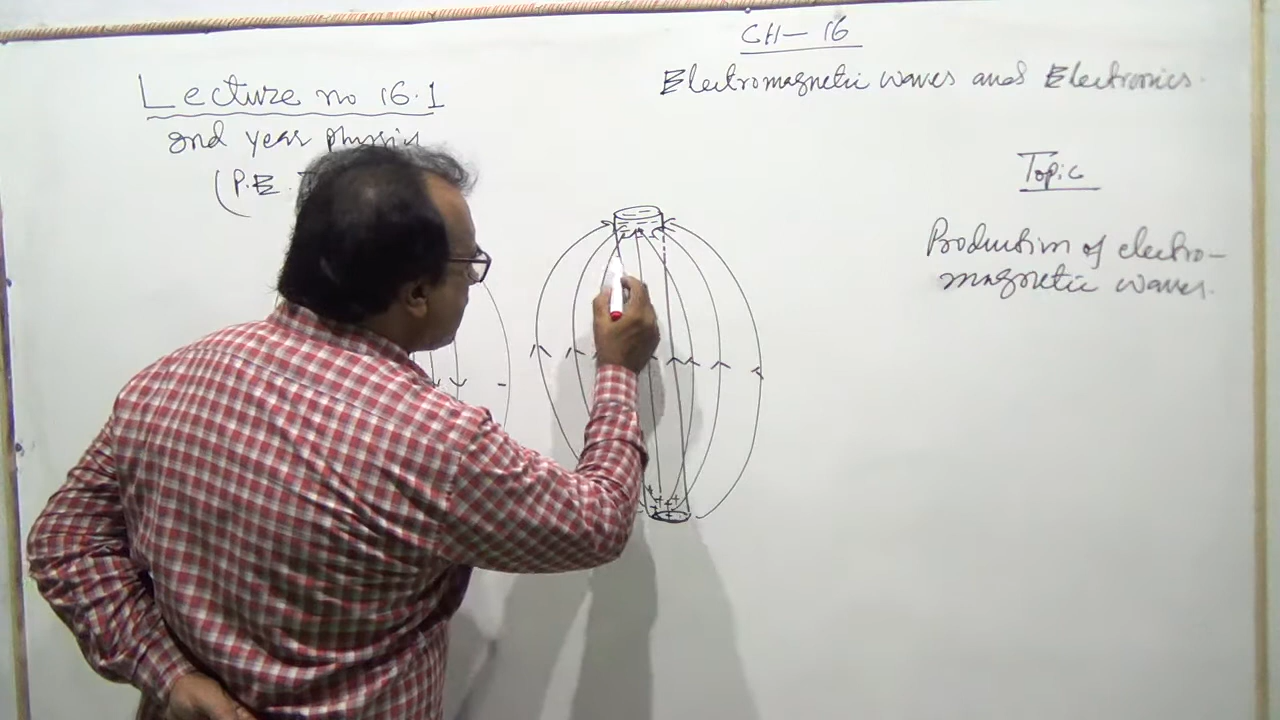 CH- 16
Electromagnetic waves and Electronics.
Lecture no 16.1
2nd year physics
(P.E.
Topic
Production of electro-
magnetic waves.